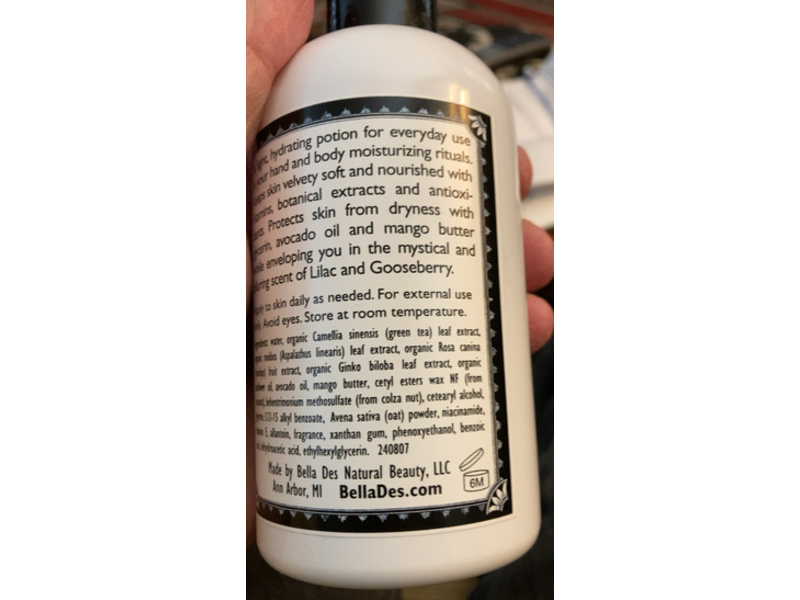 light, hydrating potion for everyday use
your hand and body moisturizing rituals.
skin velvety soft and nourished with
botanical extracts and antioxi-
Protects skin from dryness with
avocado oil and mango butter
while enveloping you in the mystical and
scent of Lilac and Gooseberry.
to skin daily as needed. For external use
Avoid eyes. Store at room temperature.
water, organic Camellia sinensis (green tea) leaf extract,
rooibos (Aspalathus linearis) leaf extract, organic Rosa canina
fruit extract, organic Ginko biloba leaf extract, organic
oil, avocado oil, mango butter, cetyl esters wax NF (from
behentrimonium methosulfate (from colza nut), cetearyl alcohol,
C12-15 alkyl benzoate, Avena sativa (oat) powder, niacinamide,
E, allantoin, fragrance, xanthan gum, phenoxyethanol, benzoic
dehydroacetic acid, ethylhexylglycerin. 240807
Made by Bella Des Natural Beauty, LLC
Ann Arbor, MI BellaDes.com
6M